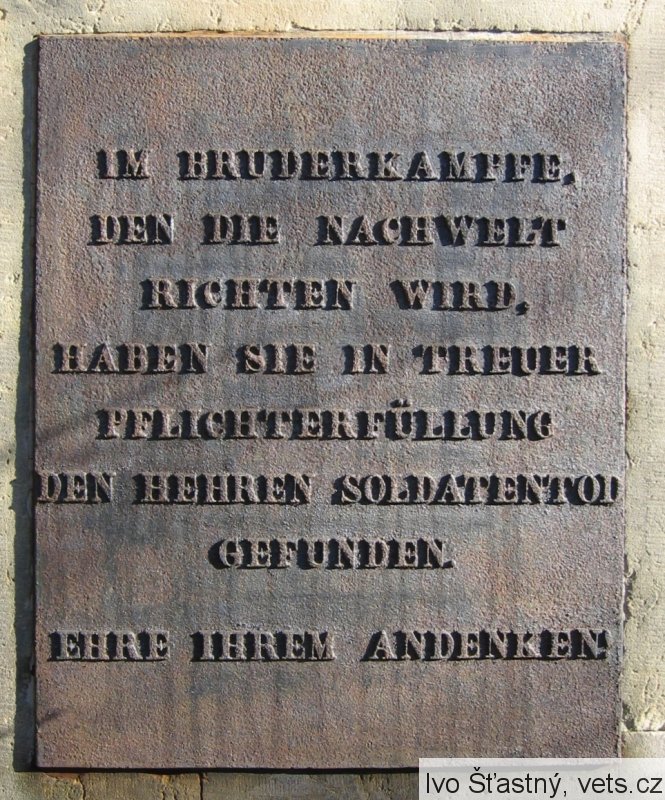 IM BRUDERKAMPFE,
DEN DIE NACHWELT
RICHTEN WIRD,
HABEN SIE IN TREUER
PFLICHTERFÜLLUNG
DEN HEHREN SOLDATENTOD
GEFUNDEN.
EHRE IHREM ANDENKEN!
Ivo Šťastný, vets.cz